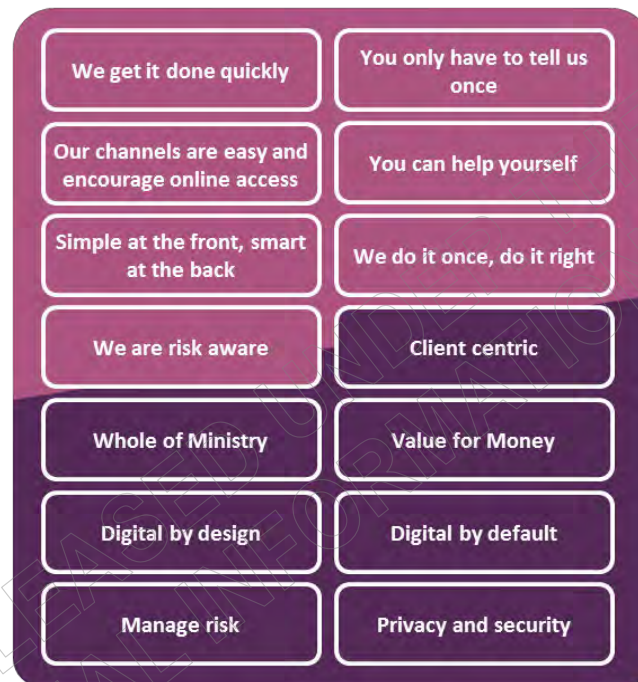 We get it done quickly
You only have to tell us
once
Our channels are easy and
encourage online access
You can help yourself
Simple at the front, smart
at the back
We do it once, do it right
We are risk aware
Client centric
Whole of Ministry
Value for Money
Digital by design
Digital by default
Manage risk
Privacy and security